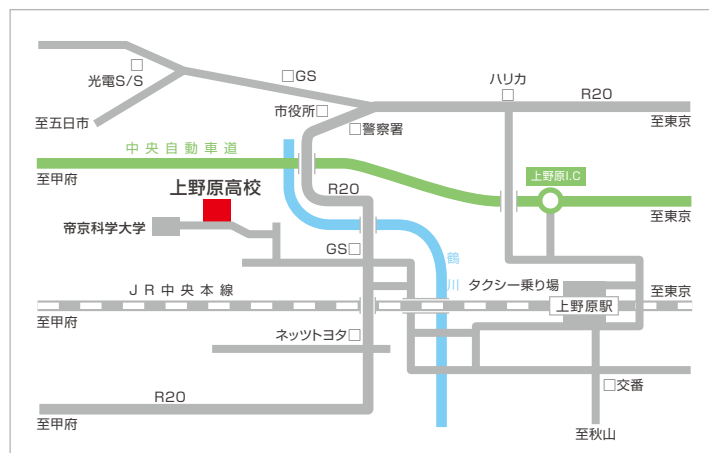 光電S/S
GS
ハリカ
R20
市役所
至五日市
警察署
至東京
中央自動車道
至甲府
上野原I.C
上野原高校
R20
至東京
帝京科学大学
GS
鶴川
JR中央本線
タクシー乗り場
至東京
上野原駅
至甲府
ネッツトヨタ
交番
R20
至甲府
至秋山